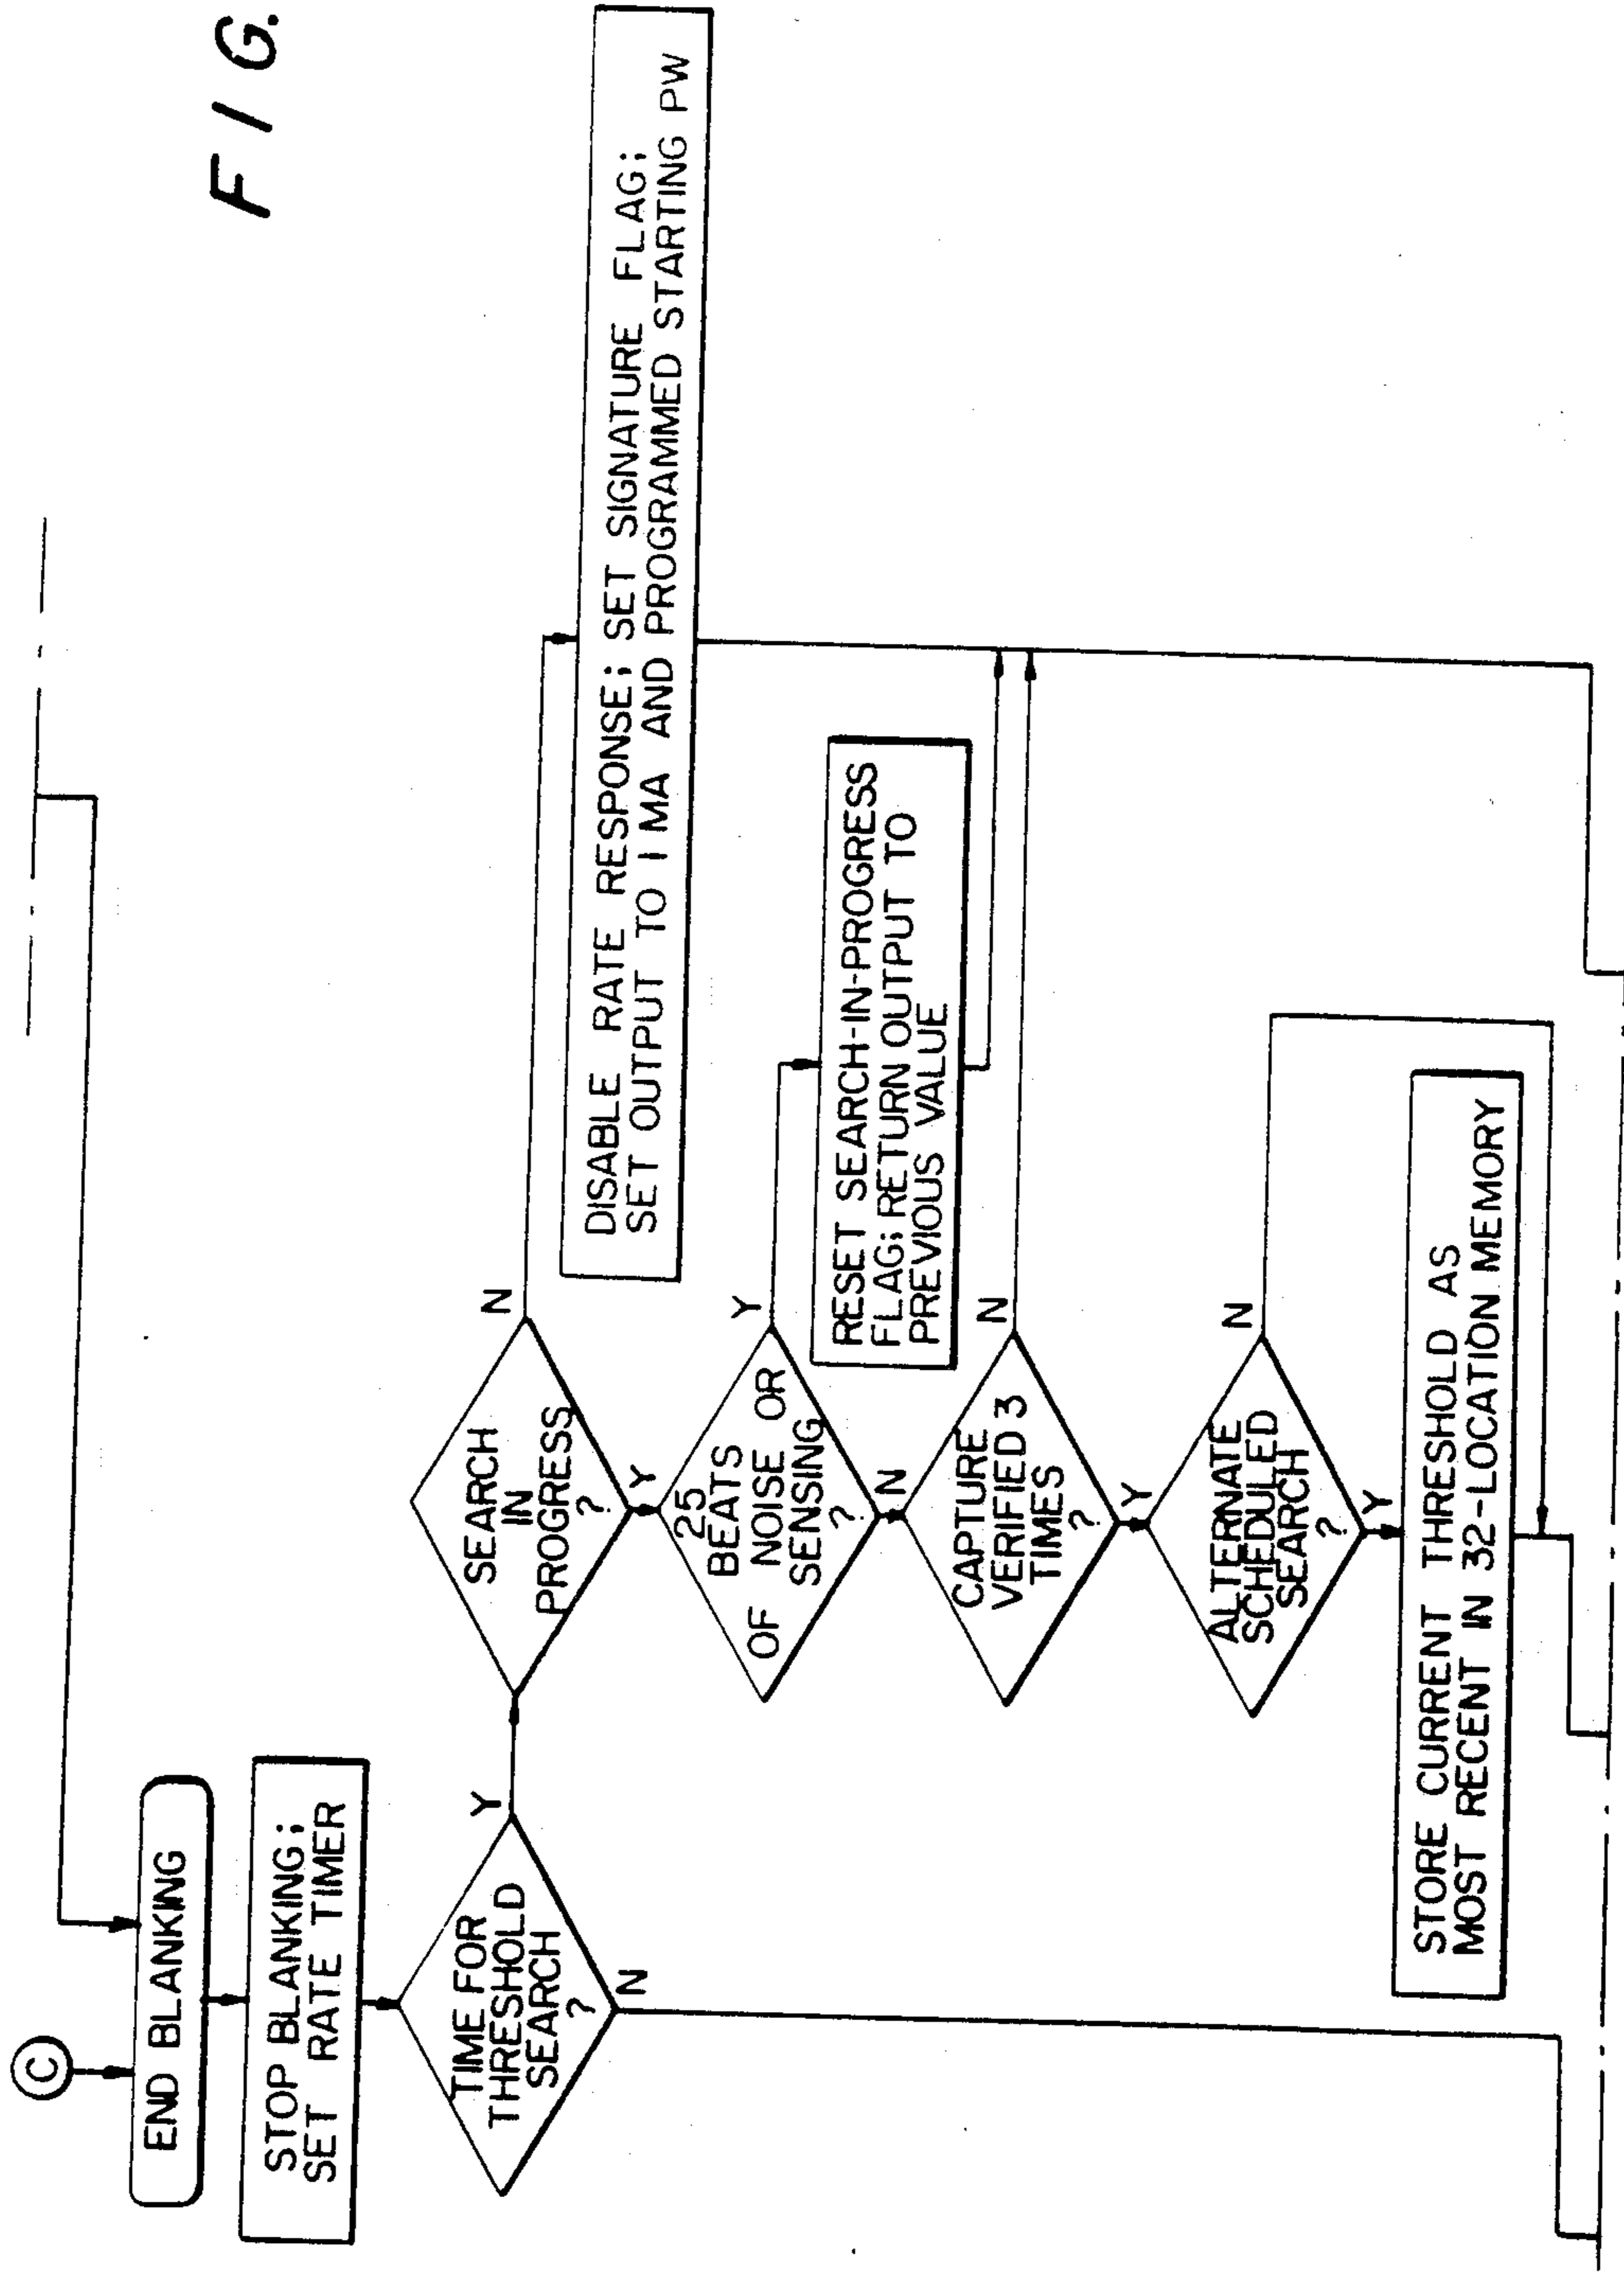 F I G.
C
END BLANKING
STOP BLANKING;
SET RATE TIMER
TIME FOR
THRESHOLD
SEARCH
?
Y
N
SEARCH
IN
PROGRESS
?
N
Y
DISABLE RATE RESPONSE; SET SIGNATURE FLAG;
SET OUTPUT TO 1 MA AND PROGRAMMED STARTING PW
25
BEATS
OF NOISE OR
SENSING
?
Y
N
RESET SEARCH-IN-PROGRESS
FLAG; RETURN OUTPUT TO
PREVIOUS VALUE
CAPTURE
VERIFIED 3
TIMES
?
N
Y
ALTERNATE
SCHEDULED
SEARCH
?
N
Y
STORE CURRENT THRESHOLD AS
MOST RECENT IN 32-LOCATION MEMORY